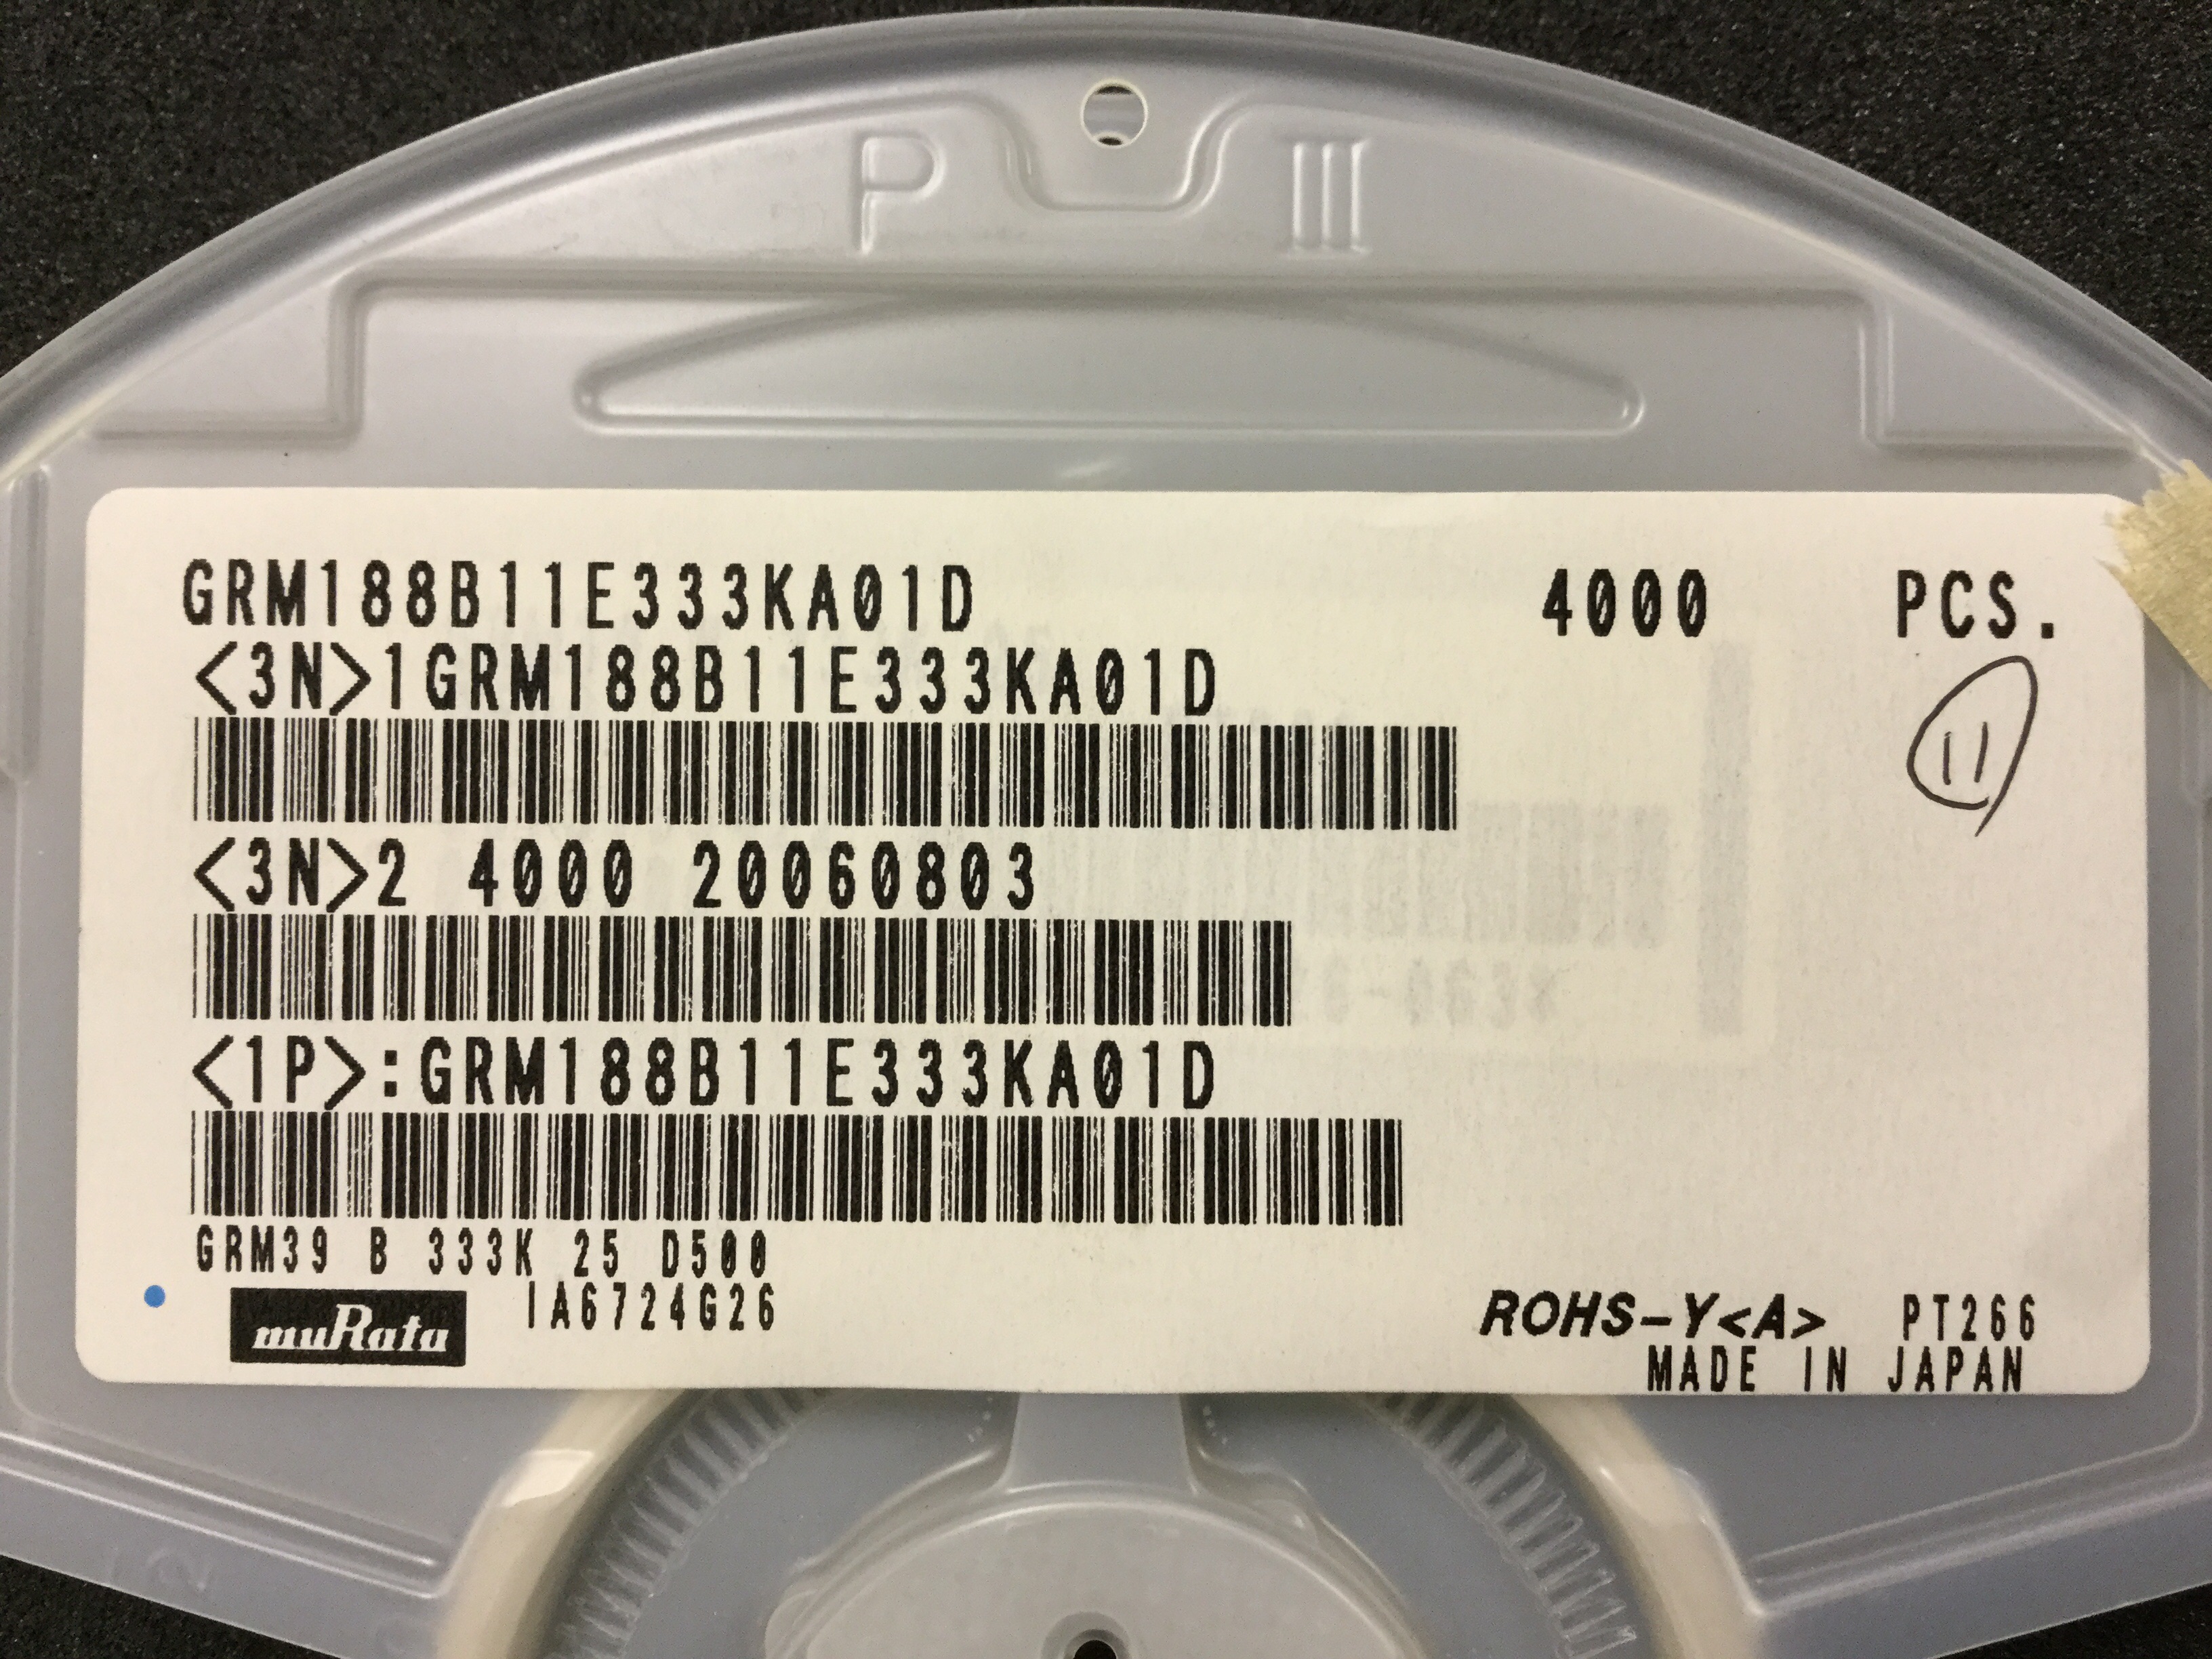 P III
GRM188B11E333KA01D 4000 PCS.
<3N>1GRM188B11E333KA01D
11
<3N>2 4000 20060803
<1P>:GRM188B11E333KA01D
GRM39 B 333K 25 D500
muRata IA6724G26
ROHS-Y<A> PT266
MADE IN JAPAN